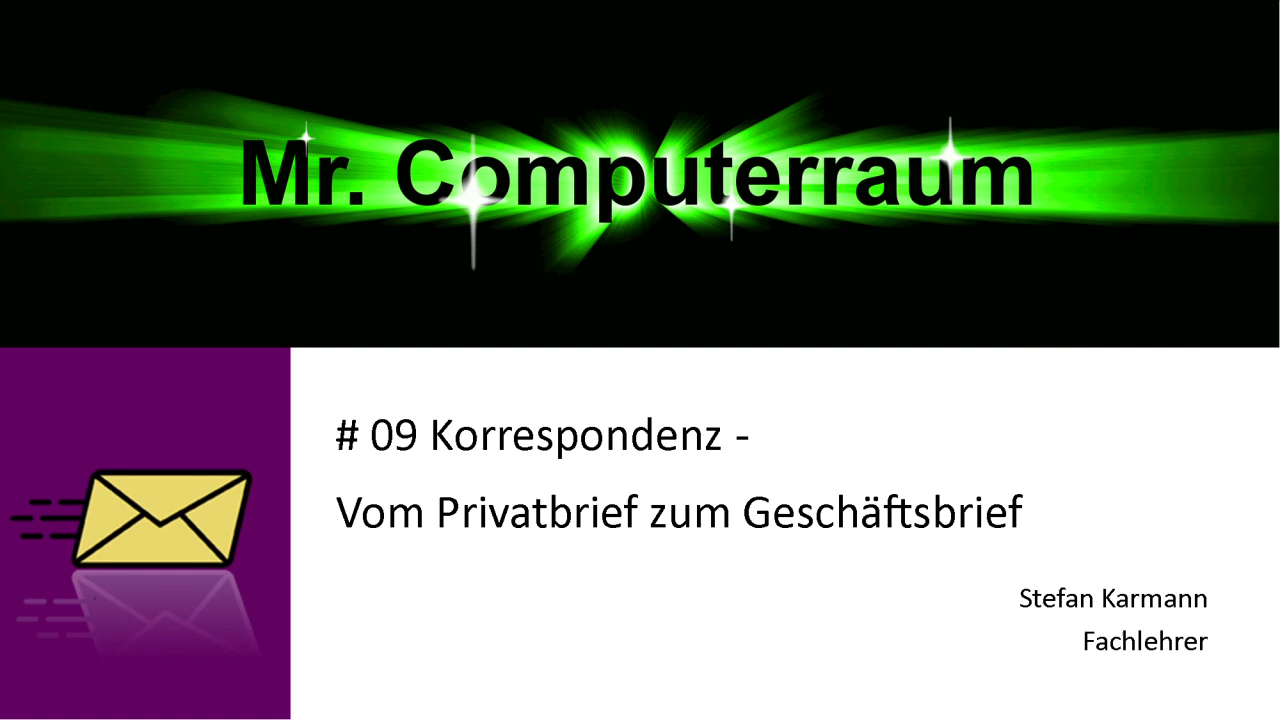 Mr. Computerraum
# 09 Korrespondenz -
Vom Privatbrief zum Geschäftsbrief
Stefan Karmann
Fachlehrer